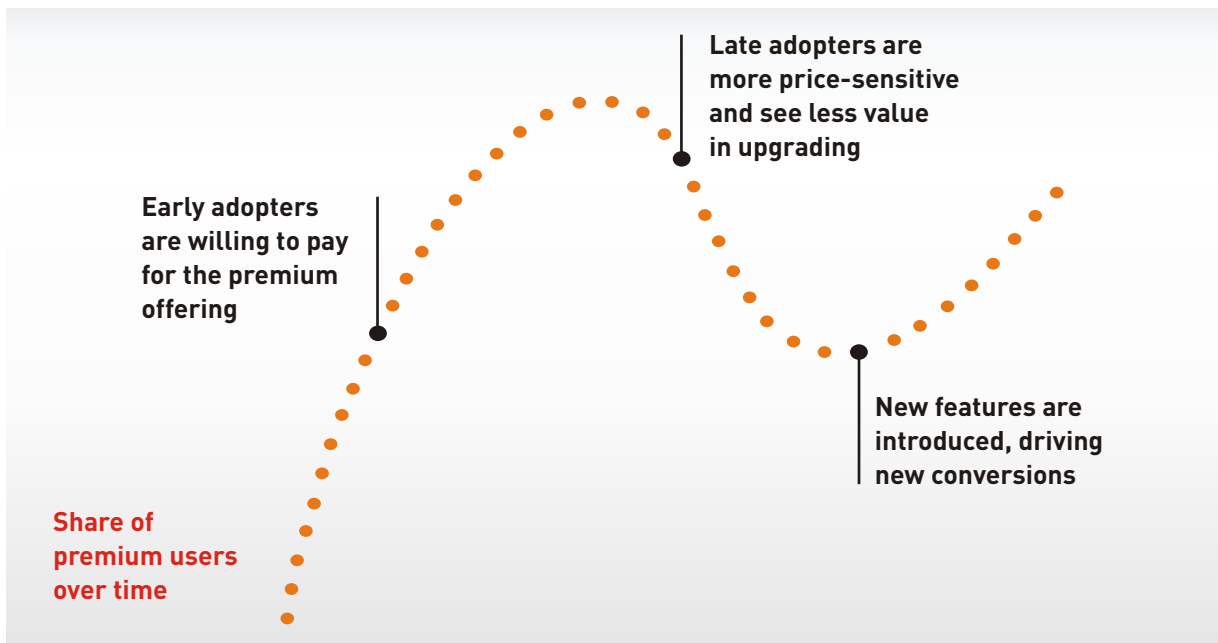 Late adopters are
more price-sensitive
and see less value
in upgrading
Early adopters
are willing to pay
for the premium
offering
New features are
introduced, driving
new conversions
Share of
premium users
over time